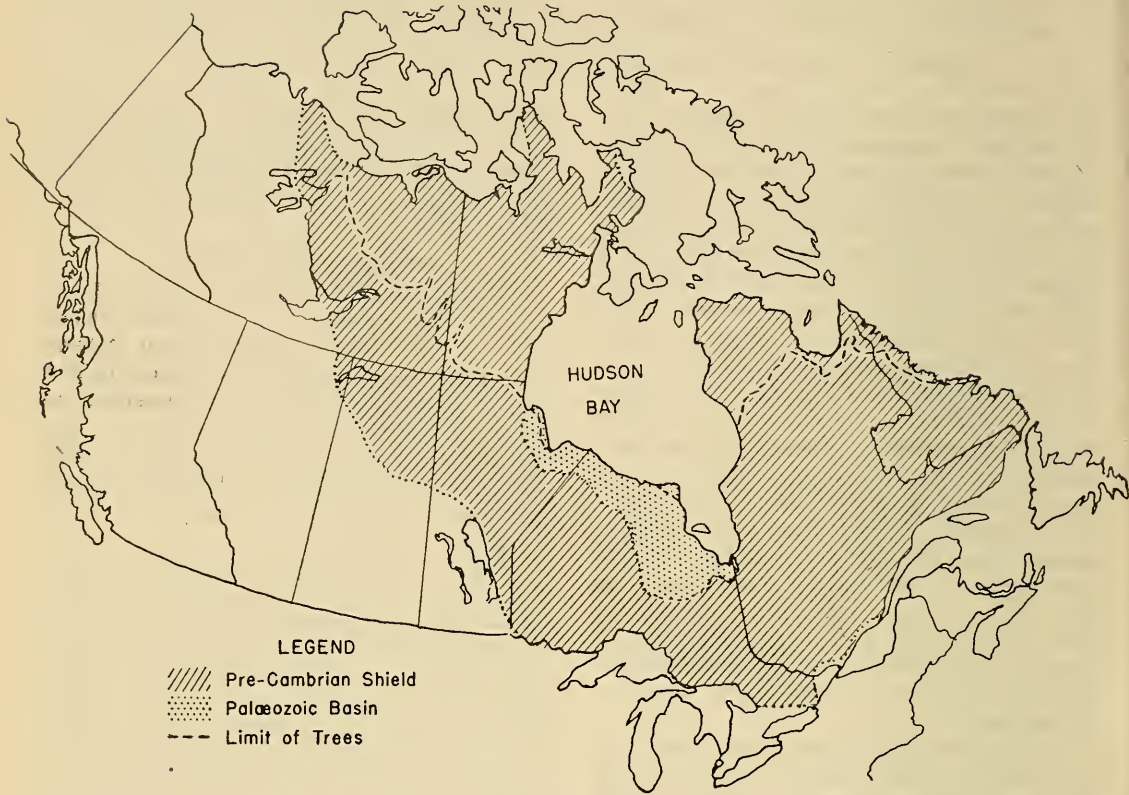 HUDSON
BAY
LEGEND
Pre-Cambrian Shield
Palæozoic Basin
Limit of Trees